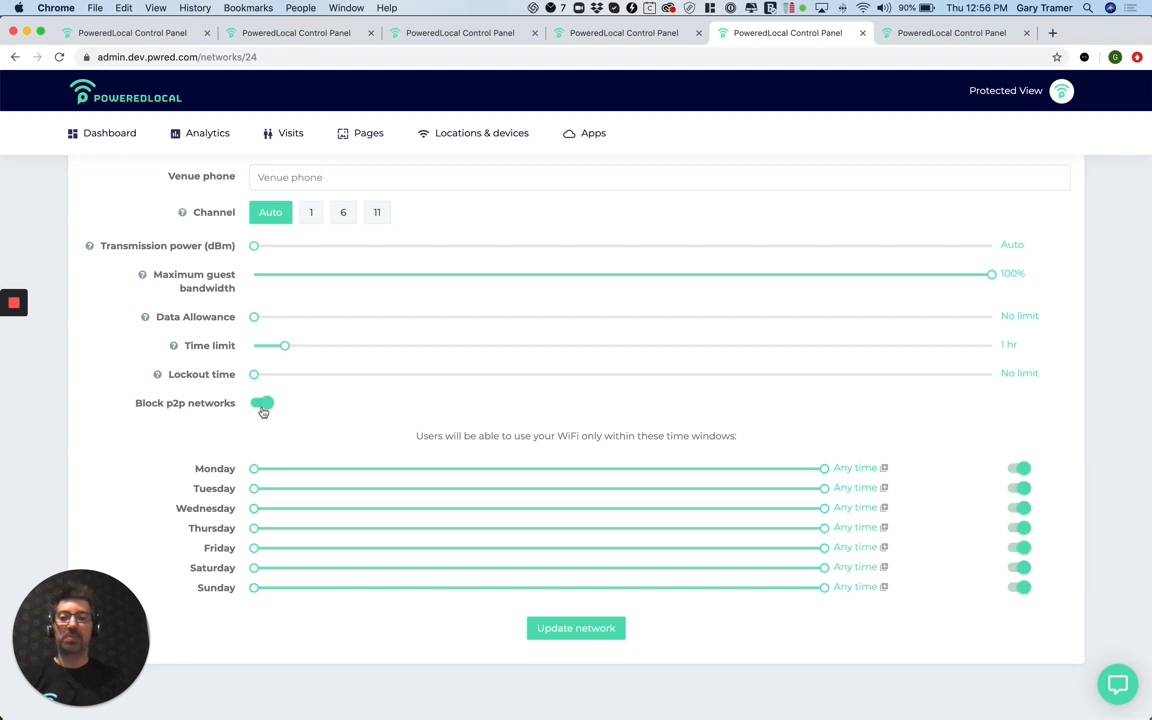 Chrome File Edit View History Bookmarks People Window Help 7 90% Thu 12:56 PM Gary Tramer
PoweredLocal Control Panel PoweredLocal Control Panel PoweredLocal Control Panel PoweredLocal Control Panel PoweredLocal Control Panel PoweredLocal Control Panel
admin.dev.pwred.com/networks/24 G
POWEREDLOCAL Protected View
Dashboard Analytics Visits Pages Locations & devices Apps
Venue phone Venue phone
? Channel Auto 1 6 11
? Transmission power (dBm) Auto
? Maximum guest bandwidth 100%
? Data Allowance No limit
? Time limit 1 hr
? Lockout time No limit
Block p2p networks
Users will be able to use your WiFi only within these time windows:
Monday Any time
Tuesday Any time
Wednesday Any time
Thursday Any time
Friday Any time
Saturday Any time
Sunday Any time
Update network